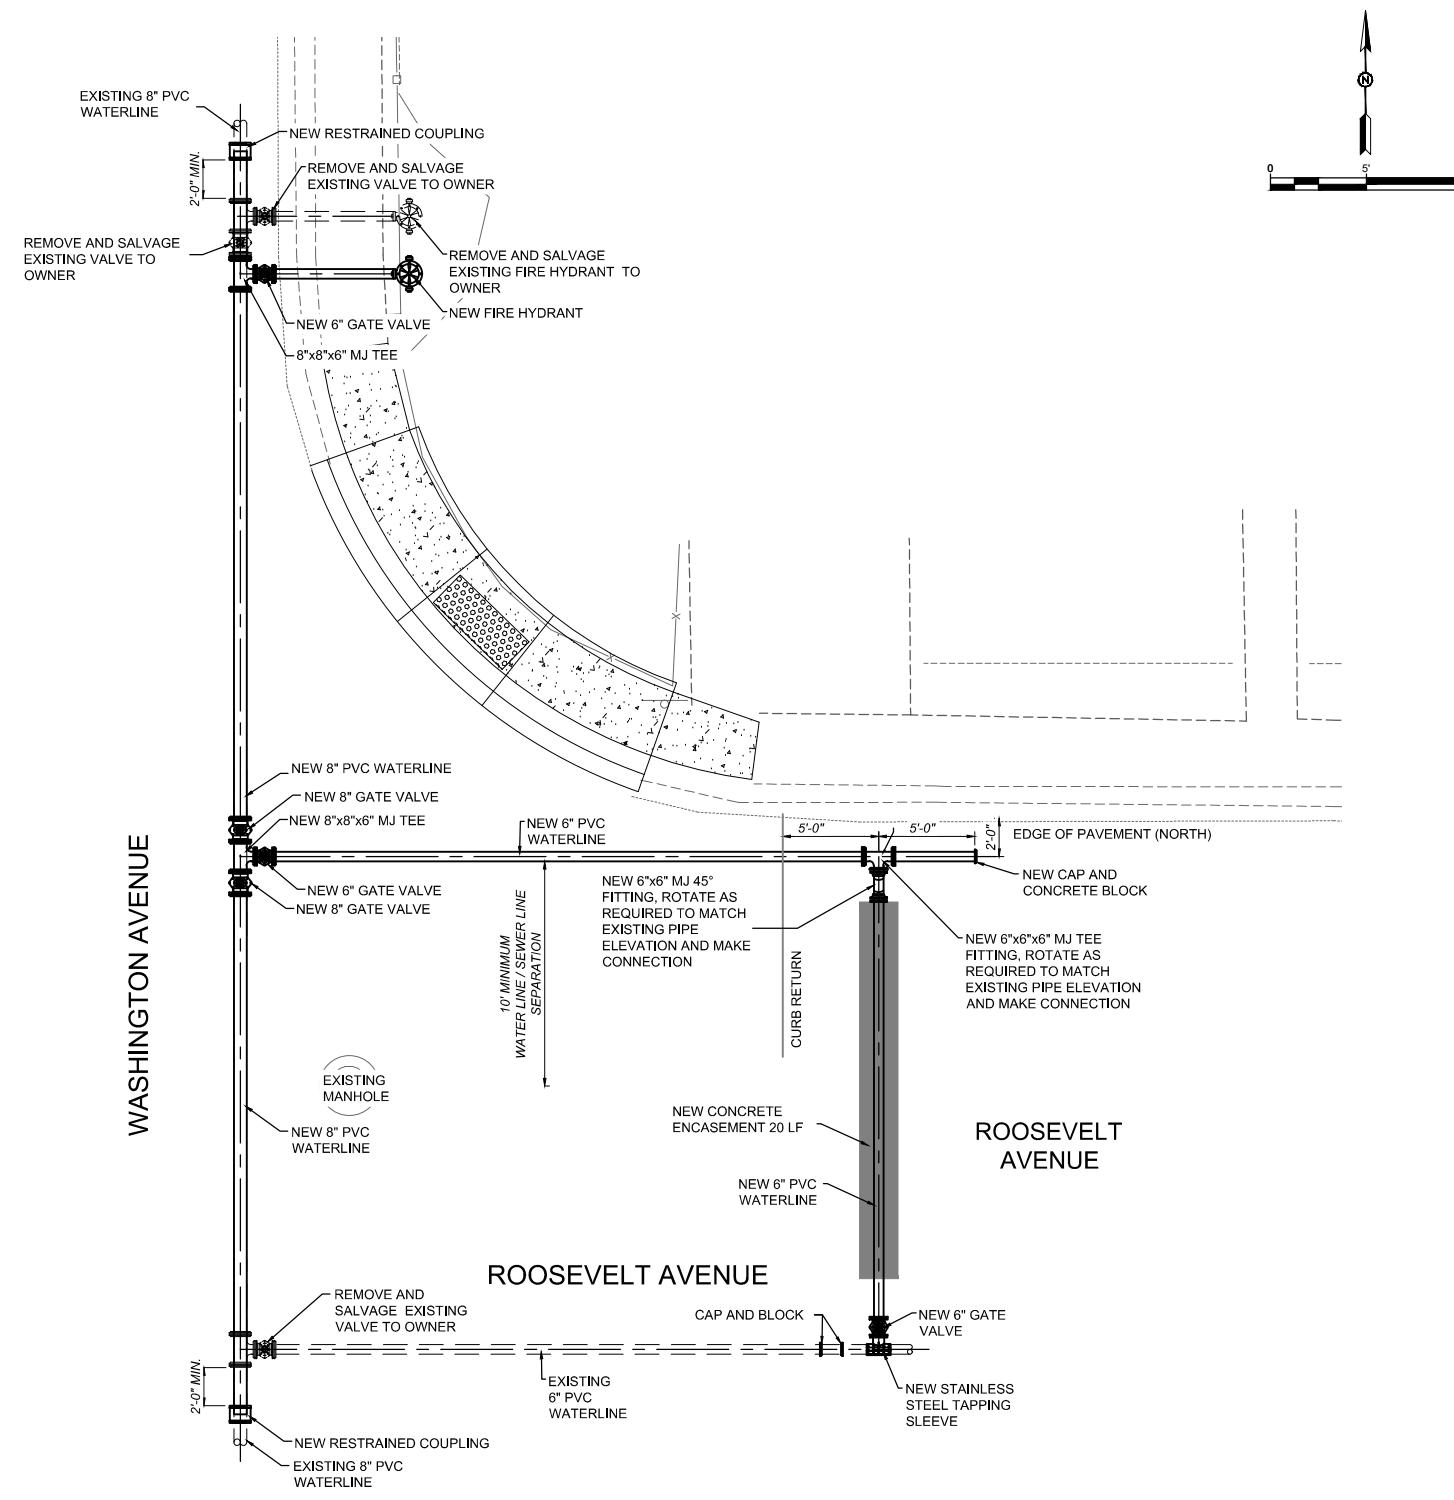 N
0
5'
EXISTING 8" PVC
WATERLINE
NEW RESTRAINED COUPLING
2'-0" MIN.
REMOVE AND SALVAGE
EXISTING VALVE TO OWNER
REMOVE AND SALVAGE
EXISTING VALVE TO
OWNER
REMOVE AND SALVAGE
EXISTING FIRE HYDRANT TO
OWNER
NEW FIRE HYDRANT
NEW 6" GATE VALVE
8"x8"x6" MJ TEE
X
X
NEW 8" PVC WATERLINE
NEW 8" GATE VALVE
NEW 8"x8"x6" MJ TEE
NEW 6" PVC
WATERLINE
5'-0"
5'-0"
2'-0"
EDGE OF PAVEMENT (NORTH)
NEW CAP AND
CONCRETE BLOCK
NEW 6" GATE VALVE
NEW 8" GATE VALVE
NEW 6"x6" MJ 45°
FITTING, ROTATE AS
REQUIRED TO MATCH
EXISTING PIPE
ELEVATION AND MAKE
CONNECTION
NEW 6"x6"x6" MJ TEE
FITTING, ROTATE AS
REQUIRED TO MATCH
EXISTING PIPE ELEVATION
AND MAKE CONNECTION
10' MINIMUM
WATER LINE / SEWER LINE
SEPARATION
CURB RETURN
WASHINGTON AVENUE
EXISTING
MANHOLE
NEW 8" PVC
WATERLINE
NEW CONCRETE
ENCASEMENT 20 LF
ROOSEVELT
AVENUE
NEW 6" PVC
WATERLINE
ROOSEVELT AVENUE
REMOVE AND
SALVAGE EXISTING
VALVE TO OWNER
CAP AND BLOCK
NEW 6" GATE
VALVE
2'-0" MIN.
EXISTING
6" PVC
WATERLINE
NEW STAINLESS
STEEL TAPPING
SLEEVE
NEW RESTRAINED COUPLING
EXISTING 8" PVC
WATERLINE